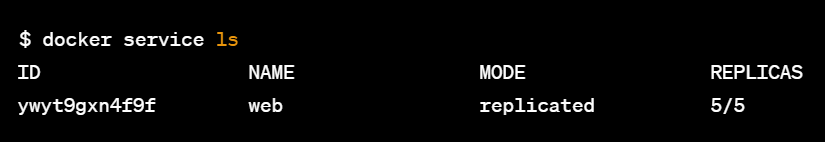 $ docker service ls
ID NAME MODE REPLICAS
ywyt9gxn4f9f web replicated 5/5